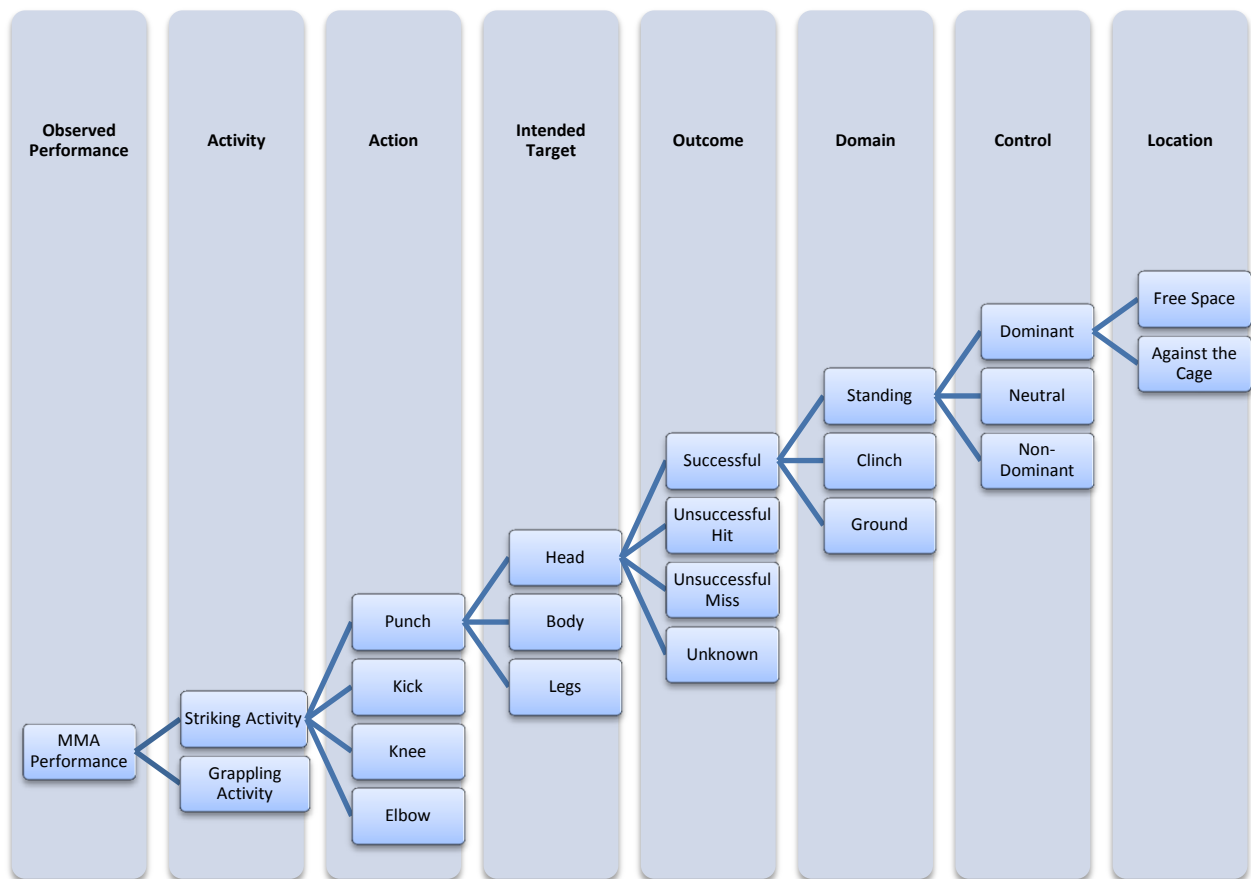 Observed
Performance
Activity
Action
Intended
Target
Outcome
Domain
Control
Location
MMA
Performance
Striking Activity
Grappling
Activity
Punch
Kick
Knee
Elbow
Head
Body
Legs
Successful
Unsuccessful
Hit
Unsuccessful
Miss
Unknown
Standing
Clinch
Ground
Dominant
Neutral
Non-
Dominant
Free Space
Against the
Cage